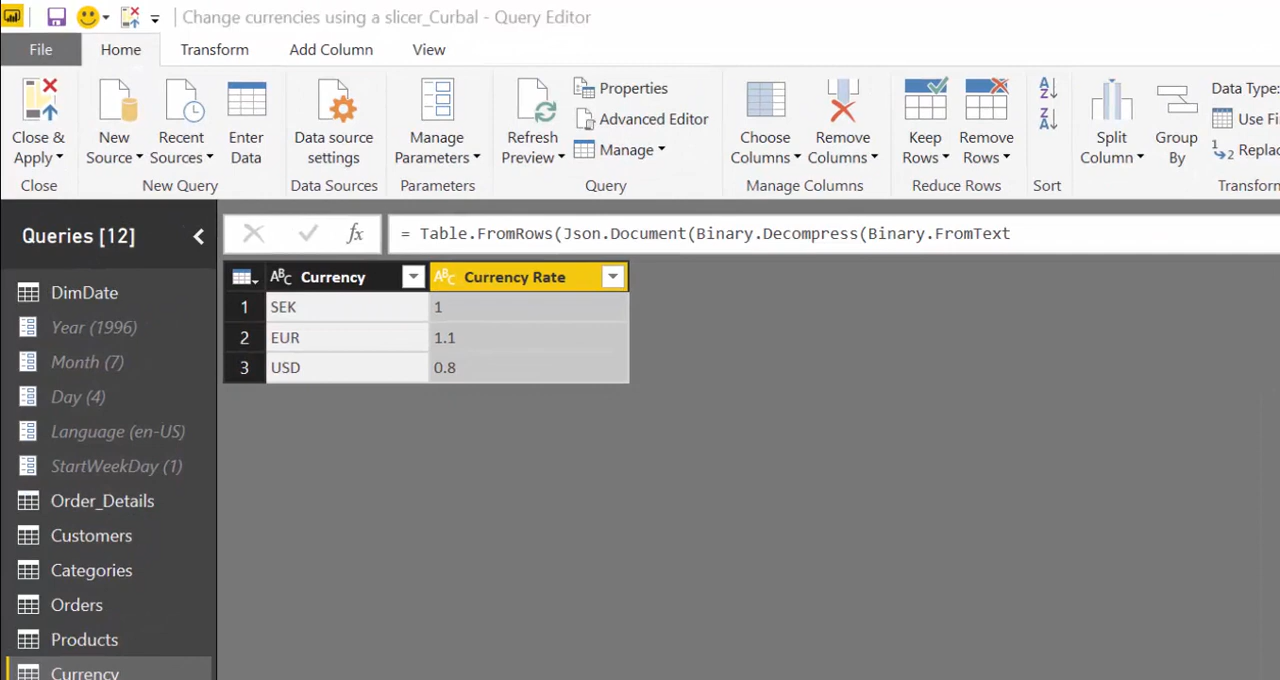 Change currencies using a slicer_Curbal - Query Editor
File Home Transform Add Column View
Close & Apply
New Source
Recent Sources
Enter Data
Data source settings
Manage Parameters
Refresh Preview
Properties
Advanced Editor
Manage
Choose Columns
Remove Columns
Keep Rows
Remove Rows
A Z
Z A
Split Column
Group By
Data Type:
Use Fi
1 2 Replac
Close New Query Data Sources Parameters Query Manage Columns Reduce Rows Sort Transform
Queries [12]
fx = Table.FromRows(Json.Document(Binary.Decompress(Binary.FromText
ABC Currency ABC Currency Rate
1 SEK 1
2 EUR 1.1
3 USD 0.8
DimDate
Year (1996)
Month (7)
Day (4)
Language (en-US)
StartWeekDay (1)
Order_Details
Customers
Categories
Orders
Products
Currency